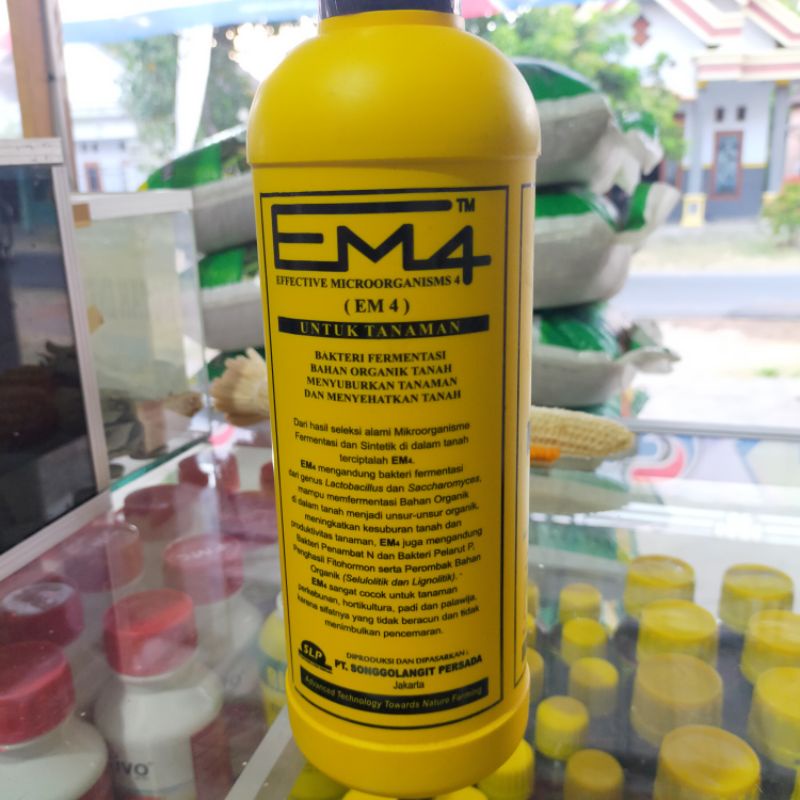 EM4™
EFFECTIVE MICROORGANISMS 4
( EM 4 )
UNTUK TANAMAN
BAKTERI FERMENTASI
BAHAN ORGANIK TANAH
MENYUBURKAN TANAMAN
DAN MENYEHATKAN TANAH
Dari hasil seleksi alami Mikroorganisme
Fermentasi dan Sintetik di dalam tanah
terciptalah EM4.
EM4 mengandung bakteri fermentasi
dari genus Lactobacillus dan Saccharomyces,
mampu memfermentasi Bahan Organik
di dalam tanah menjadi unsur-unsur organik,
meningkatkan kesuburan tanah dan
produktivitas tanaman, EM4 juga mengandung
Bakteri Penambat N dan Bakteri Pelarut P,
Penghasil Fitohormon serta Perombak Bahan
Organik (Selulolitik dan Lignolitik). -
EM4 sangat cocok untuk tanaman
perkebunan, hortikultura, padi dan palawija,
karena sifatnya yang tidak beracun dan tidak
menimbulkan pencemaran.
SLP
DIPRODUKSI DAN DIPASARKAN :
PT. SONGGOLANGIT PERSADA
Jakarta
Advanced Technology Towards Nature Farming